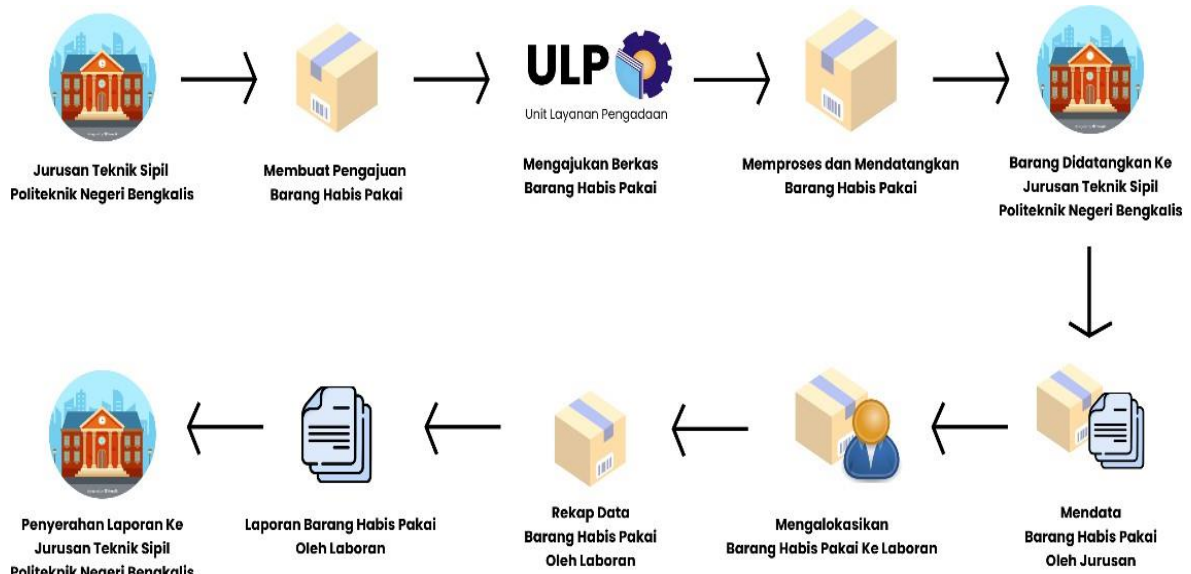 ULP
Unit Layanan Pengadaan
Jurusan Teknik Sipil
Politeknik Negeri Bengkalis
Membuat Pengajuan
Barang Habis Pakai
Mengajukan Berkas
Barang Habis Pakai
Memproses dan Mendatangkan
Barang Habis Pakai
Barang Didatangkan Ke
Jurusan Teknik Sipil
Politeknik Negeri Bengkalis
Mendata
Barang Habis Pakai
Oleh Jurusan
Mengalokasikan
Barang Habis Pakai Ke Laboran
Rekap Data
Barang Habis Pakai
Oleh Laboran
Laporan Barang Habis Pakai
Oleh Laboran
Penyerahan Laporan Ke
Jurusan Teknik Sipil
Politeknik Negeri Bengkalis